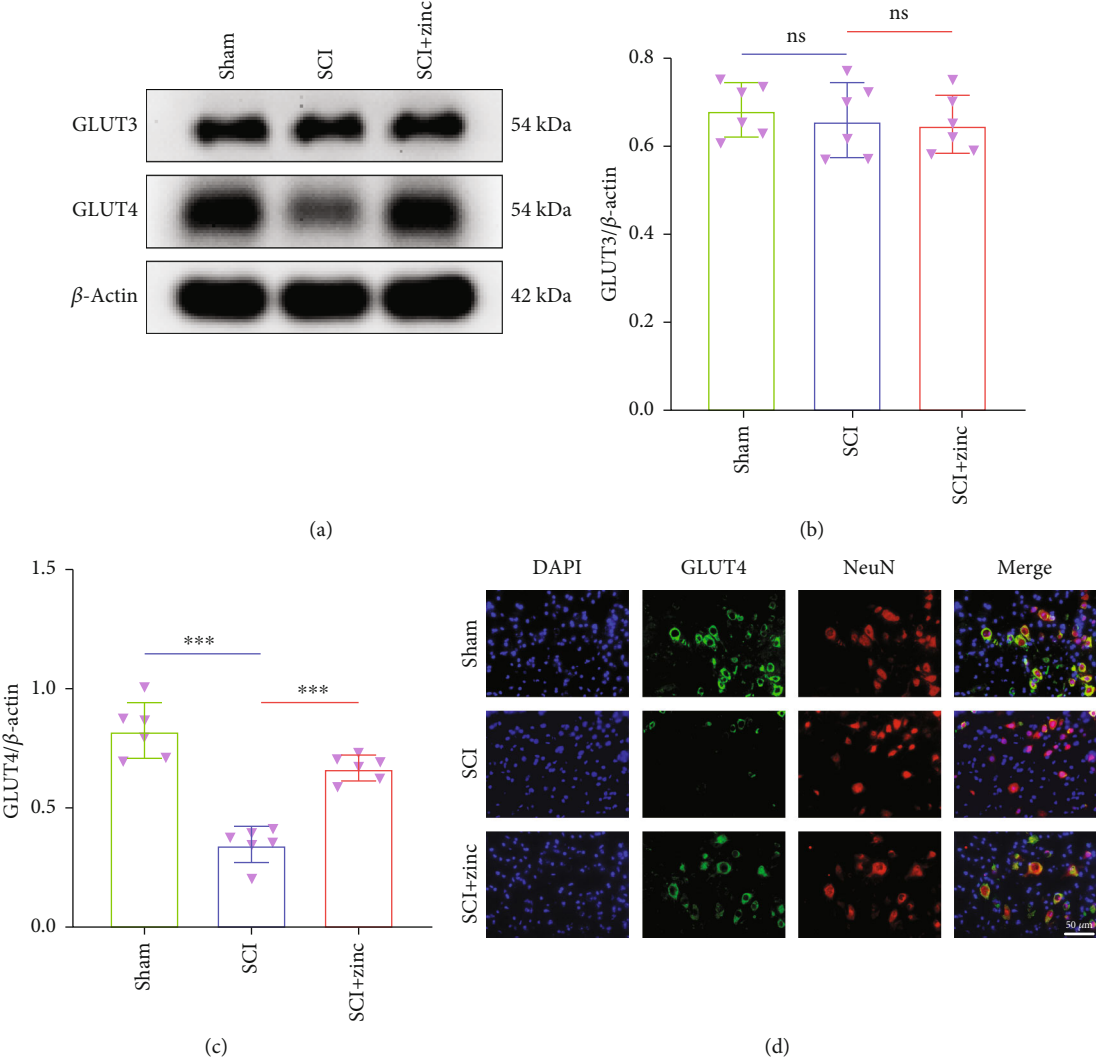 Sham
SCI
SCI+zinc
GLUT3
54 kDa
GLUT4
54 kDa
β-Actin
42 kDa
(a)
ns
ns
GLUT3/β-actin
0.8
0.6
0.4
0.2
0.0
Sham
SCI
SCI+zinc
(b)
GLUT4/β-actin
1.5
1.0
0.5
0.0
***
***
Sham
SCI
SCI+zinc
(c)
DAPI
GLUT4
NeuN
Merge
Sham
SCI
SCI+zinc
50 μm
(d)